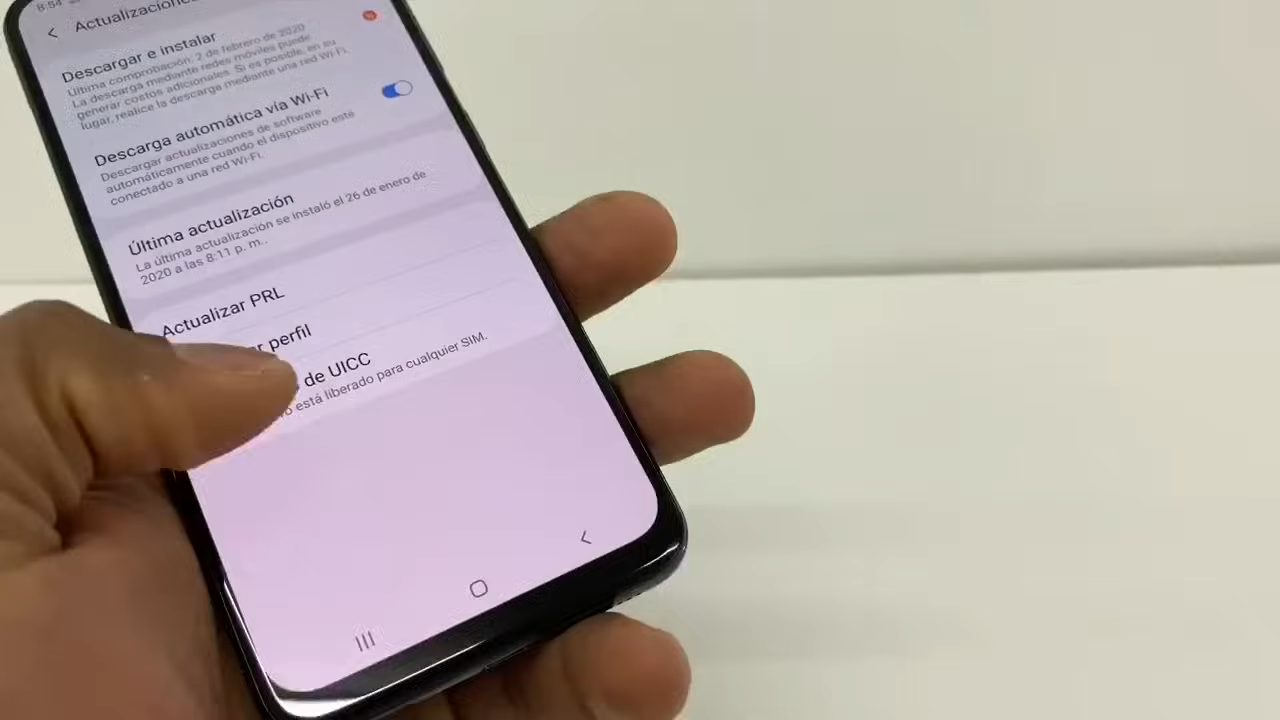 8:54
Actualizaciones
Descargar e instalar
Última comprobación, 2 de febrero de 2020
La descarga mediante redes móviles puede
generar costos adicionales. Si es posible, en su
lugar, realice la descarga mediante una red Wi-Fi.
Descarga automática vía Wi-Fi
Descargar actualizaciones de software
automáticamente cuando el dispositivo esté
conectado a una red Wi-Fi.
Última actualización
La última actualización se instaló el 26 de enero de
2020 a las 8:11 p. m..
Actualizar PRL
perfil
de UICC
está liberado para cualquier SIM.